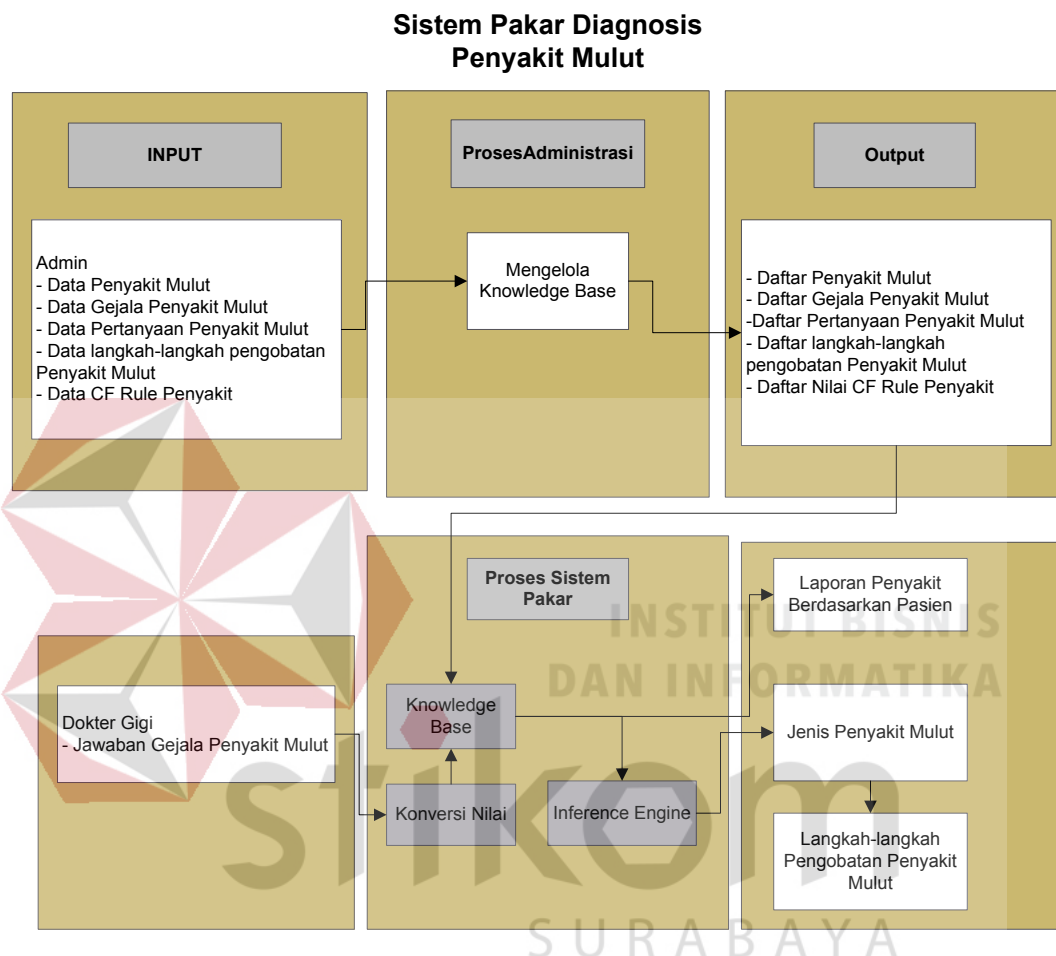 Sistem Pakar Diagnosis
Penyakit Mulut
INPUT
ProsesAdministrasi
Output
Admin
- Data Penyakit Mulut
- Data Gejala Penyakit Mulut
- Data Pertanyaan Penyakit Mulut
- Data langkah-langkah pengobatan
Penyakit Mulut
- Data CF Rule Penyakit
Mengelola
Knowledge Base
- Daftar Penyakit Mulut
- Daftar Gejala Penyakit Mulut
-Daftar Pertanyaan Penyakit Mulut
- Daftar langkah-langkah
pengobatan Penyakit Mulut
- Daftar Nilai CF Rule Penyakit
Proses Sistem
Pakar
Laporan Penyakit
Berdasarkan Pasien
INSTITUT BISNIS
DAN INFORMATIKA
Dokter Gigi
- Jawaban Gejala Penyakit Mulut
Knowledge
Base
Jenis Penyakit Mulut
Konversi Nilai
Inference Engine
Langkah-langkah
Pengobatan Penyakit
Mulut
stikom
SURABAYA